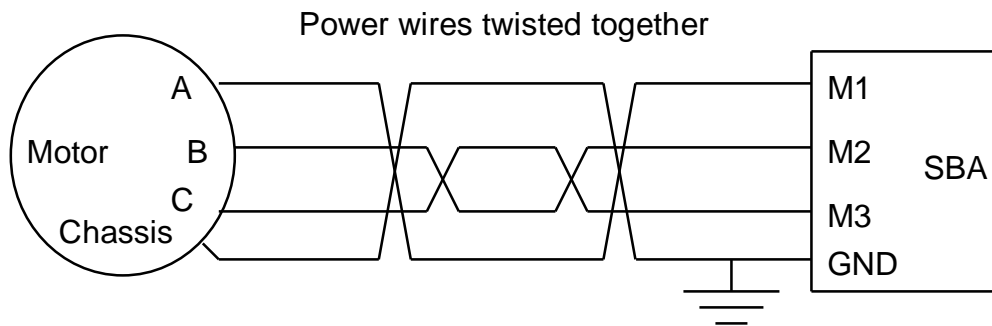 Power wires twisted together
A
M1
Motor
B
M2
SBA
C
M3
Chassis
GND